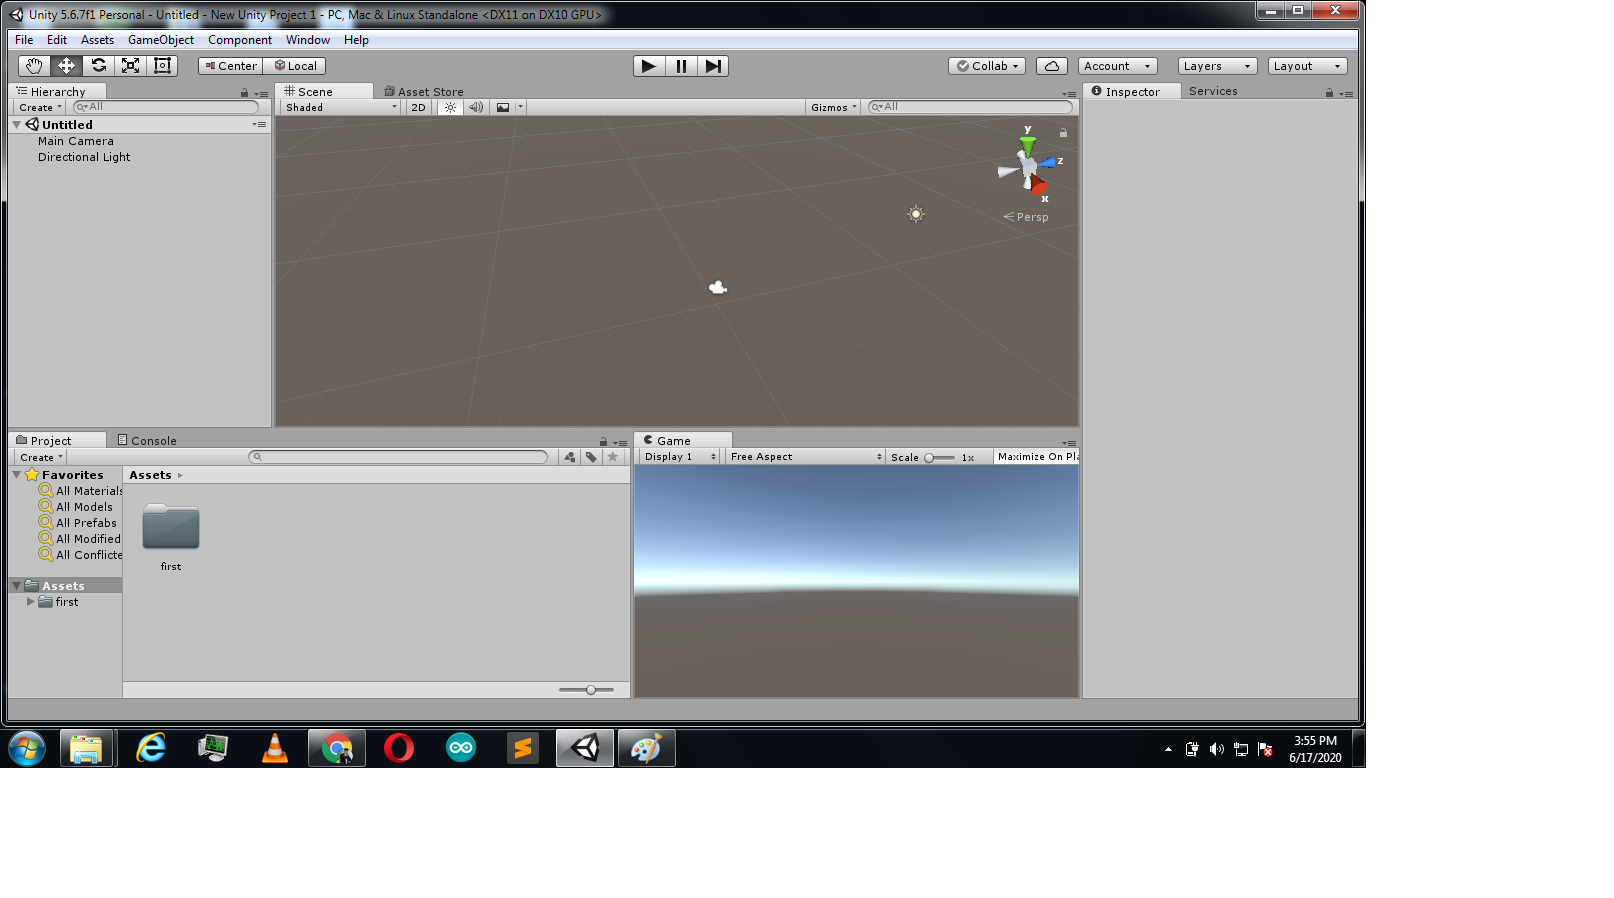 Unity 5.6.7f1 Personal - Untitled - New Unity Project 1 - PC, Mac & Linux Standalone <DX11 on DX10 GPU>
File Edit Assets GameObject Component Window Help
Center Local Collab Account Layers Layout
Hierarchy
Create All
Untitled
Main Camera
Directional Light
Scene Asset Store
Shaded 2D Gizmos All
y
z
x
Persp
Inspector Services
Project Console
Create
Favorites
All Materials
All Models
All Prefabs
All Modified
All Conflicte
Assets
first
Assets
first
Game
Display 1 Free Aspect Scale 1x Maximize On Pla
3:55 PM
6/17/2020